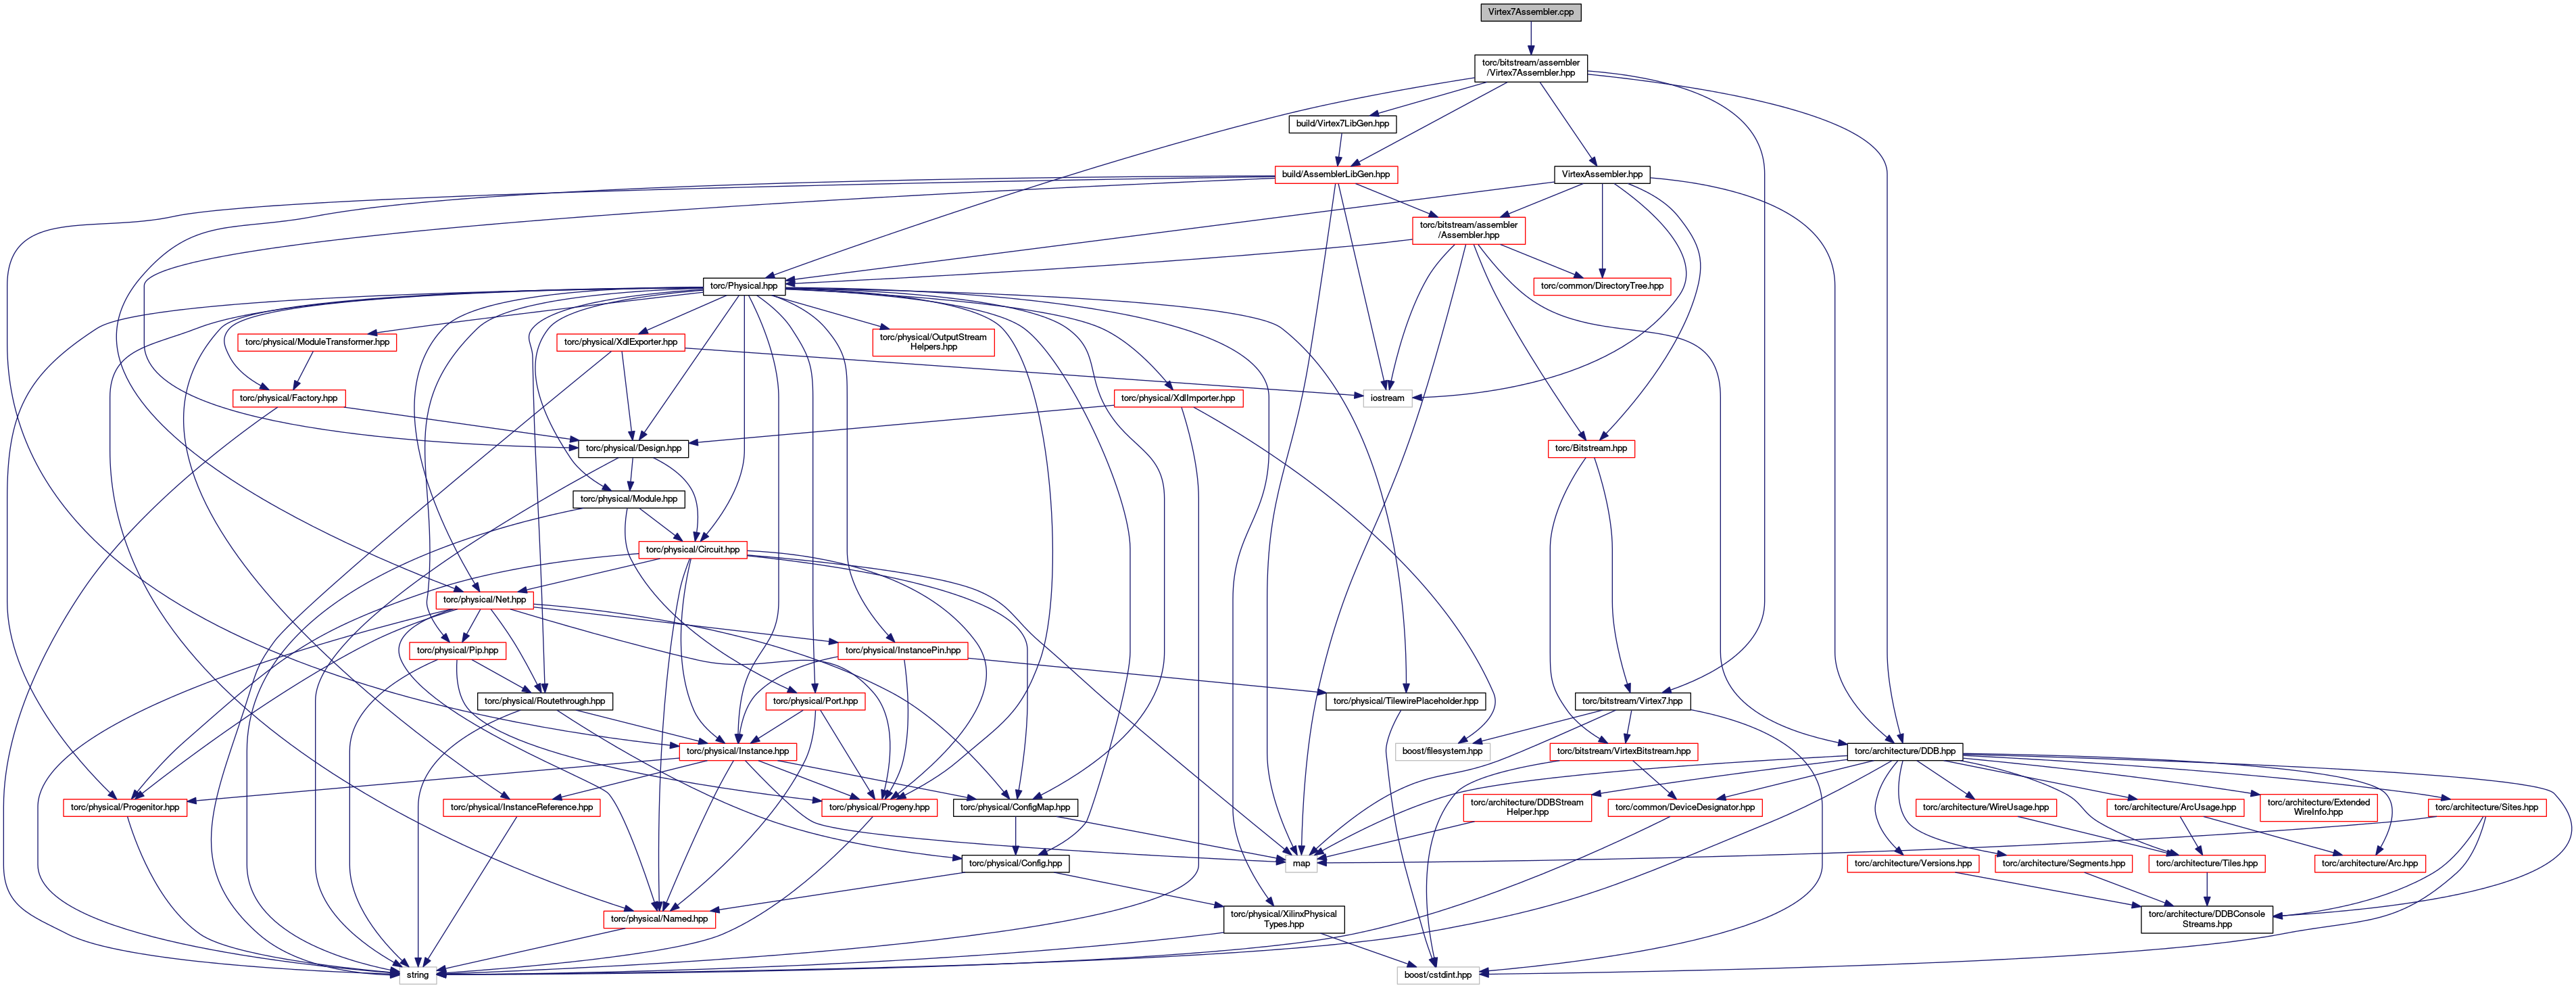 Virtex7Assembler.cpp
torc/bitstream/assembler
/Virtex7Assembler.hpp
build/Virtex7LibGen.hpp
build/AssemblerLibGen.hpp
VirtexAssembler.hpp
torc/bitstream/assembler
/Assembler.hpp
torc/Physical.hpp
torc/common/DirectoryTree.hpp
torc/physical/ModuleTransformer.hpp
torc/physical/XdlExporter.hpp
torc/physical/OutputStream
Helpers.hpp
torc/physical/Factory.hpp
torc/physical/XdlImporter.hpp
iostream
torc/physical/Design.hpp
torc/Bitstream.hpp
torc/physical/Module.hpp
torc/physical/Circuit.hpp
torc/physical/Net.hpp
torc/physical/Pip.hpp
torc/physical/InstancePin.hpp
torc/physical/Routethrough.hpp
torc/physical/Port.hpp
torc/physical/TilewirePlaceholder.hpp
torc/bitstream/Virtex7.hpp
torc/physical/Instance.hpp
boost/filesystem.hpp
torc/bitstream/VirtexBitstream.hpp
torc/architecture/DDB.hpp
torc/physical/Progenitor.hpp
torc/physical/InstanceReference.hpp
torc/physical/Progeny.hpp
torc/physical/ConfigMap.hpp
torc/architecture/DDBStream
Helper.hpp
torc/common/DeviceDesignator.hpp
torc/architecture/WireUsage.hpp
torc/architecture/ArcUsage.hpp
torc/architecture/Extended
WireInfo.hpp
torc/architecture/Sites.hpp
torc/physical/Config.hpp
map
torc/architecture/Versions.hpp
torc/architecture/Segments.hpp
torc/architecture/Tiles.hpp
torc/architecture/Arc.hpp
torc/physical/Named.hpp
torc/physical/XilinxPhysical
Types.hpp
torc/architecture/DDBConsole
Streams.hpp
string
boost/cstdint.hpp